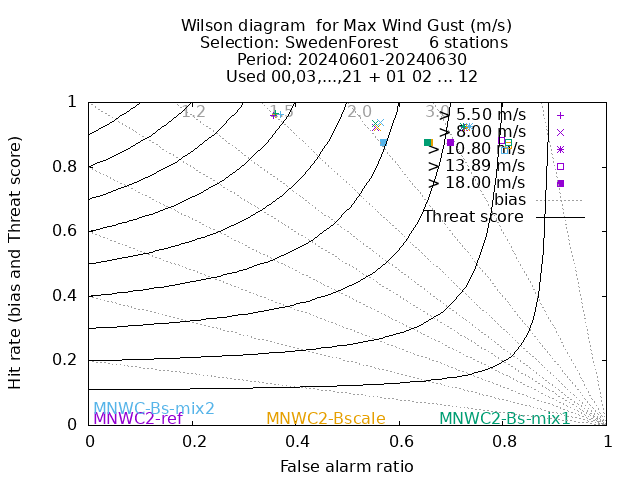 Wilson diagram  for Max Wind Gust (m/s)
Selection: SwedenForest      6 stations
Period: 20240601-20240630
Used 00,03,...,21 + 01 02 ... 12
Hit rate (bias and Threat score)
1
0.8
0.6
0.4
0.2
0
1.2 1.5 2.0 3.0
> 5.50 m/s
> 8.00 m/s
> 10.80 m/s
> 13.89 m/s
> 18.00 m/s
bias
Threat score
MNWC-Bs-mix2
MNWC2-ref MNWC2-Bscale MNWC2-Bs-mix1
0 0.2 0.4 0.6 0.8 1
False alarm ratio